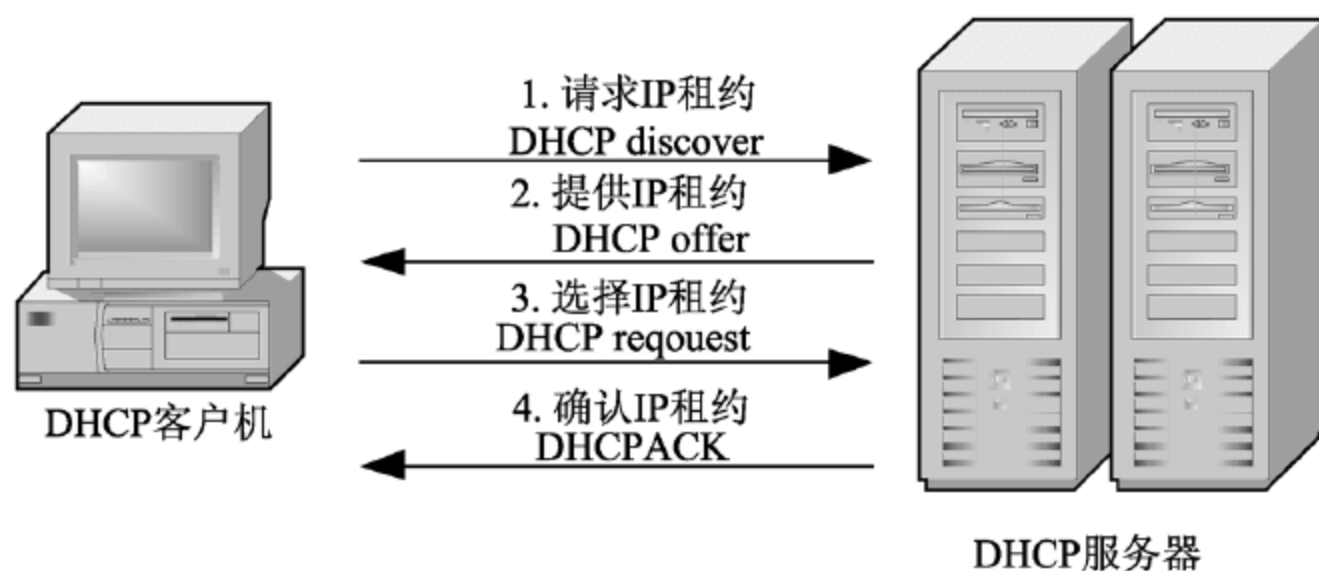 1. 请求IP租约
DHCP discover
2. 提供IP租约
DHCP offer
3. 选择IP租约
DHCP reqouest
4. 确认IP租约
DHCPACK
DHCP客户机
DHCP服务器